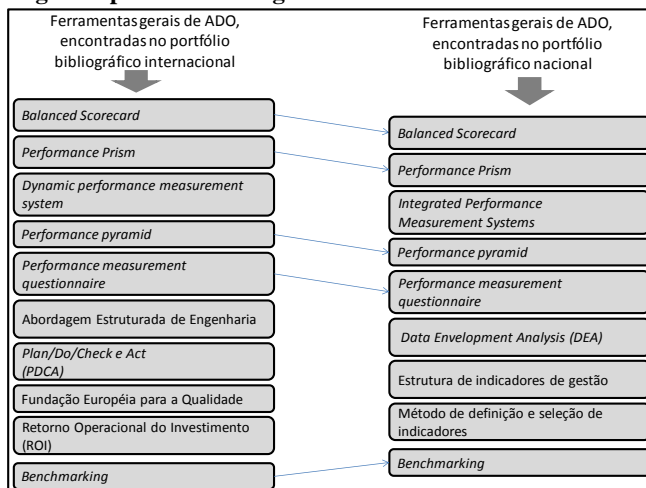 Ferramentas gerais de ADO,
encontradas no portfólio
bibliográfico internacional
Balanced Scorecard
Performance Prism
Dynamic performance measurement
system
Performance pyramid
Performance measurement
questionnaire
Abordagem Estruturada de Engenharia
Plan/Do/Check e Act
(PDCA)
Fundação Européia para a Qualidade
Retorno Operacional do Investimento
(ROI)
Benchmarking
Ferramentas gerais de ADO,
encontradas no portfólio
bibliográfico nacional
Balanced Scorecard
Performance Prism
Integrated Performance
Measurement Systems
Performance pyramid
Performance measurement
questionnaire
Data Envelopment Analysis (DEA)
Estrutura de indicadores de gestão
Método de definição e seleção de
indicadores
Benchmarking